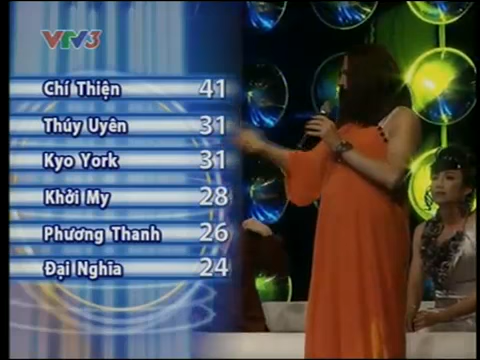 VTV3
Chí Thiện 41
Thúy Uyên 31
Kyo York 31
Khởi My 28
Phương Thanh 26
Đại Nghĩa 24